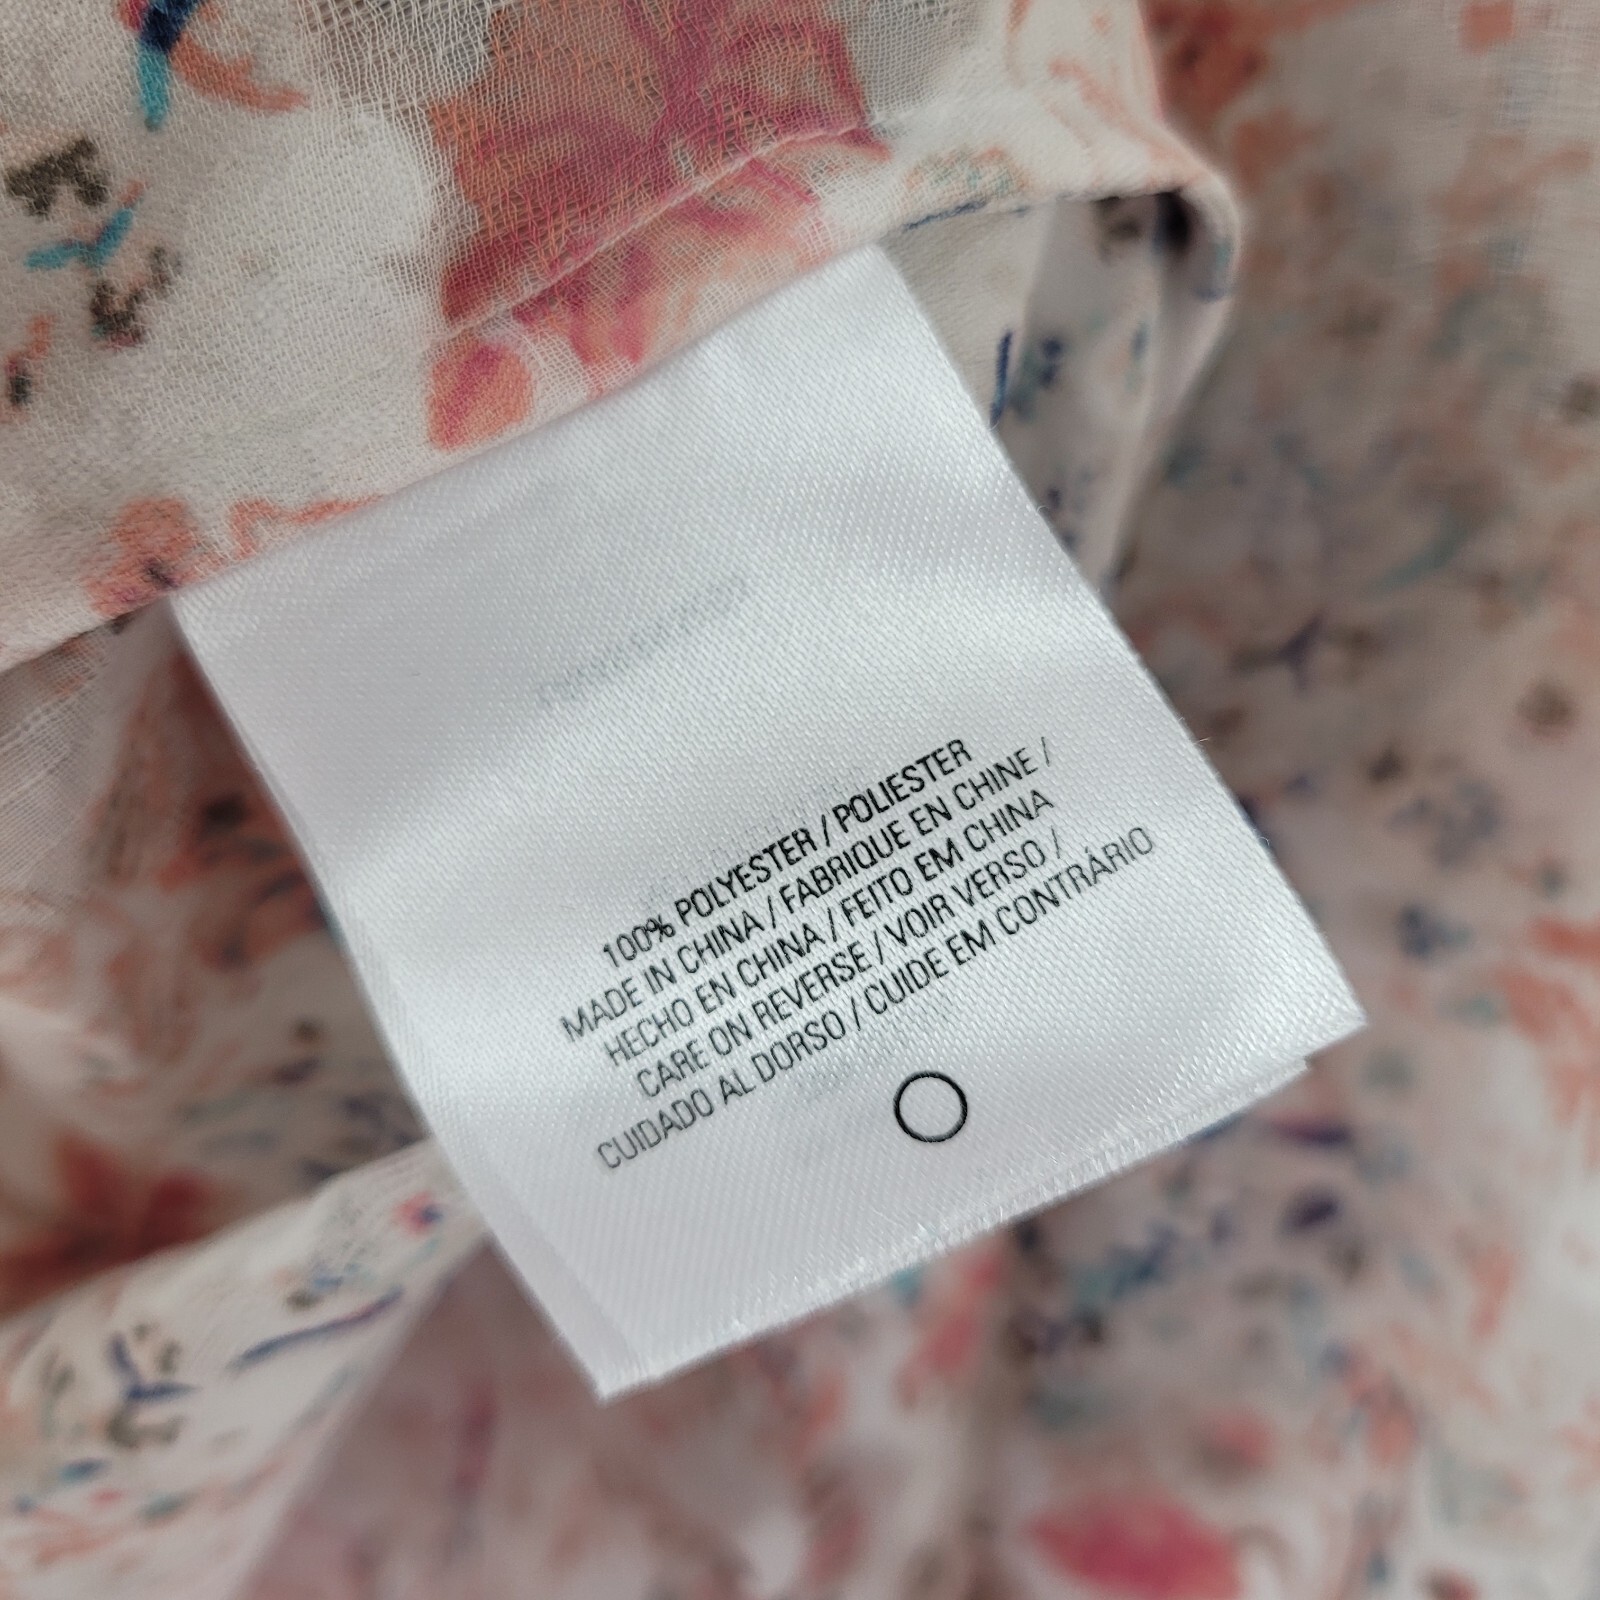 100% POLYESTER / POLIESTER
MADE IN CHINA / FABRIQUE EN CHINE /
HECHO EN CHINA / FEITO EM CHINA
CARE ON REVERSE / VOIR VERSO /
CUIDADO AL DORSO / CUIDE EM CONTRÁRIO